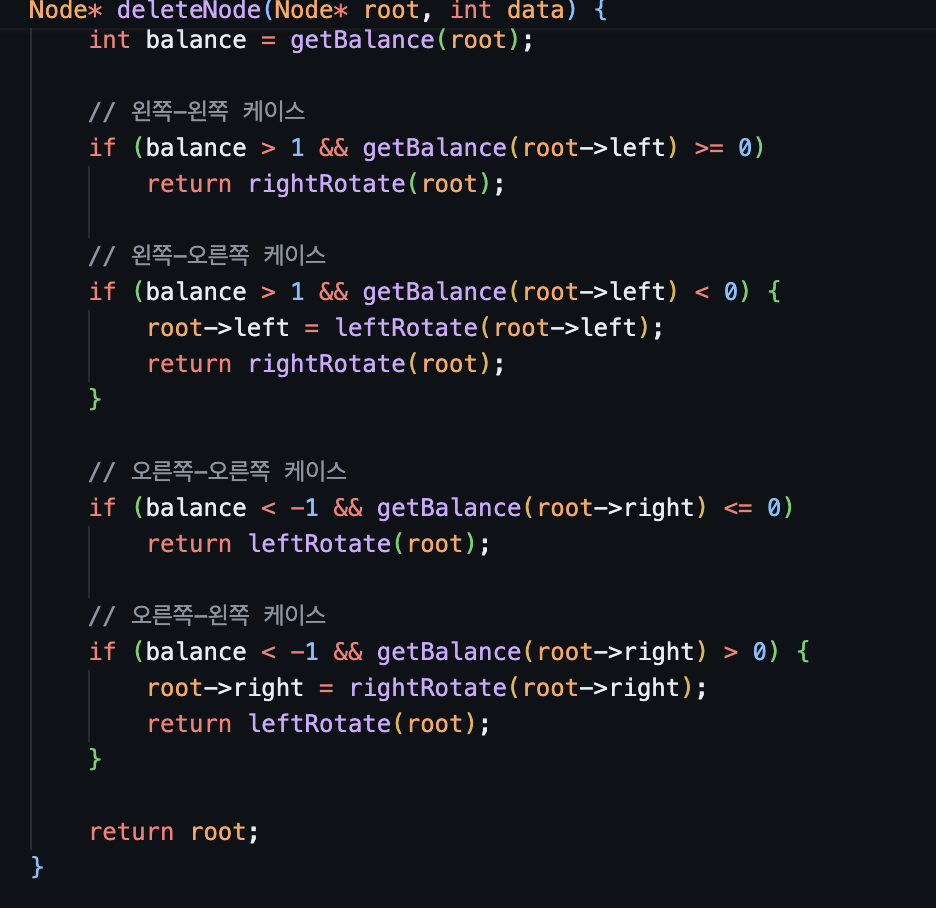 Node* deleteNode(Node* root, int data) {
    int balance = getBalance(root);
    // 왼쪽-왼쪽 케이스
    if (balance > 1 && getBalance(root->left) >= 0)
        return rightRotate(root);
    // 왼쪽-오른쪽 케이스
    if (balance > 1 && getBalance(root->left) < 0) {
        root->left = leftRotate(root->left);
        return rightRotate(root);
    }
    // 오른쪽-오른쪽 케이스
    if (balance < -1 && getBalance(root->right) <= 0)
        return leftRotate(root);
    // 오른쪽-왼쪽 케이스
    if (balance < -1 && getBalance(root->right) > 0) {
        root->right = rightRotate(root->right);
        return leftRotate(root);
    }
    return root;
}